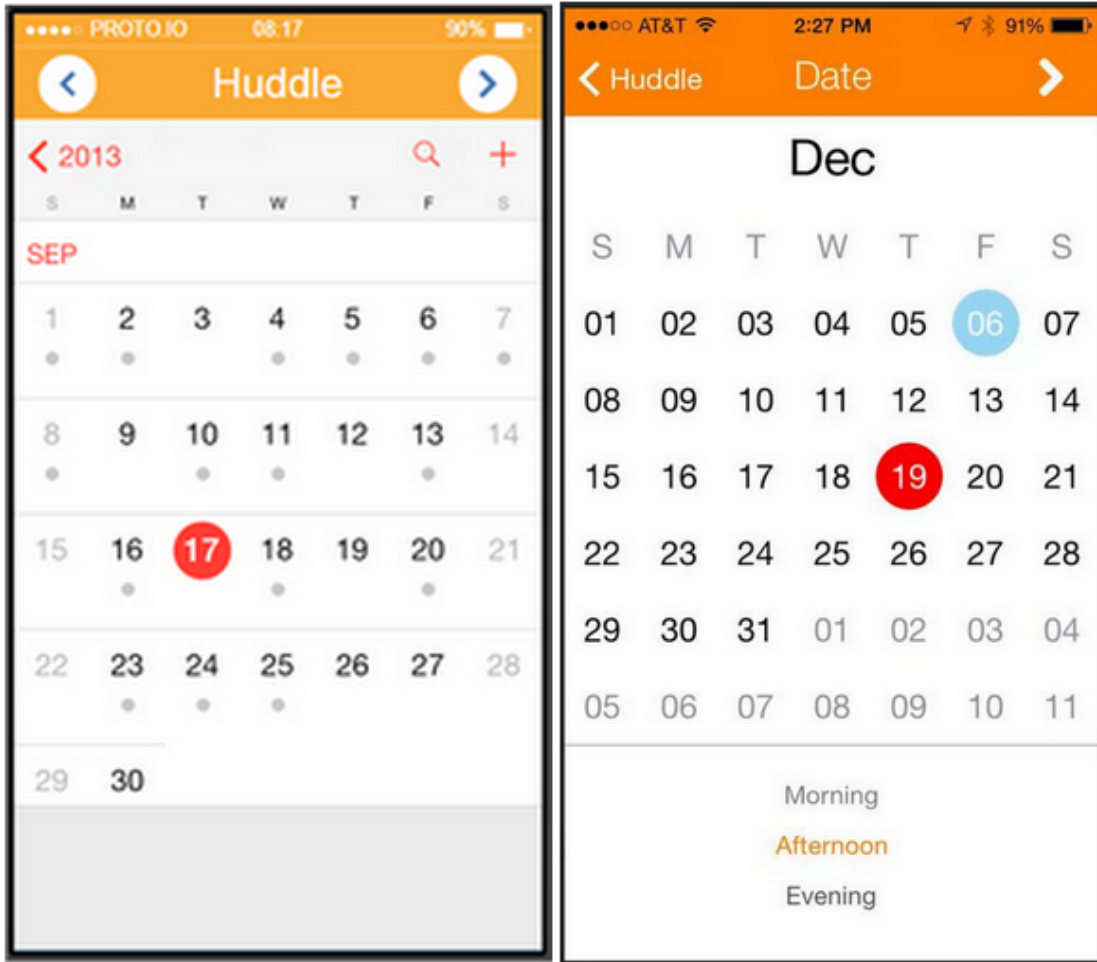 PROTO.IO 08:17 90%
Huddle
2013
S M T W T F S
SEP
1 2 3 4 5 6 7
8 9 10 11 12 13 14
15 16 17 18 19 20 21
22 23 24 25 26 27 28
29 30
AT&T 2:27 PM 91%
Huddle Date
Dec
S M T W T F S
01 02 03 04 05 06 07
08 09 10 11 12 13 14
15 16 17 18 19 20 21
22 23 24 25 26 27 28
29 30 31 01 02 03 04
05 06 07 08 09 10 11
Morning
Afternoon
Evening